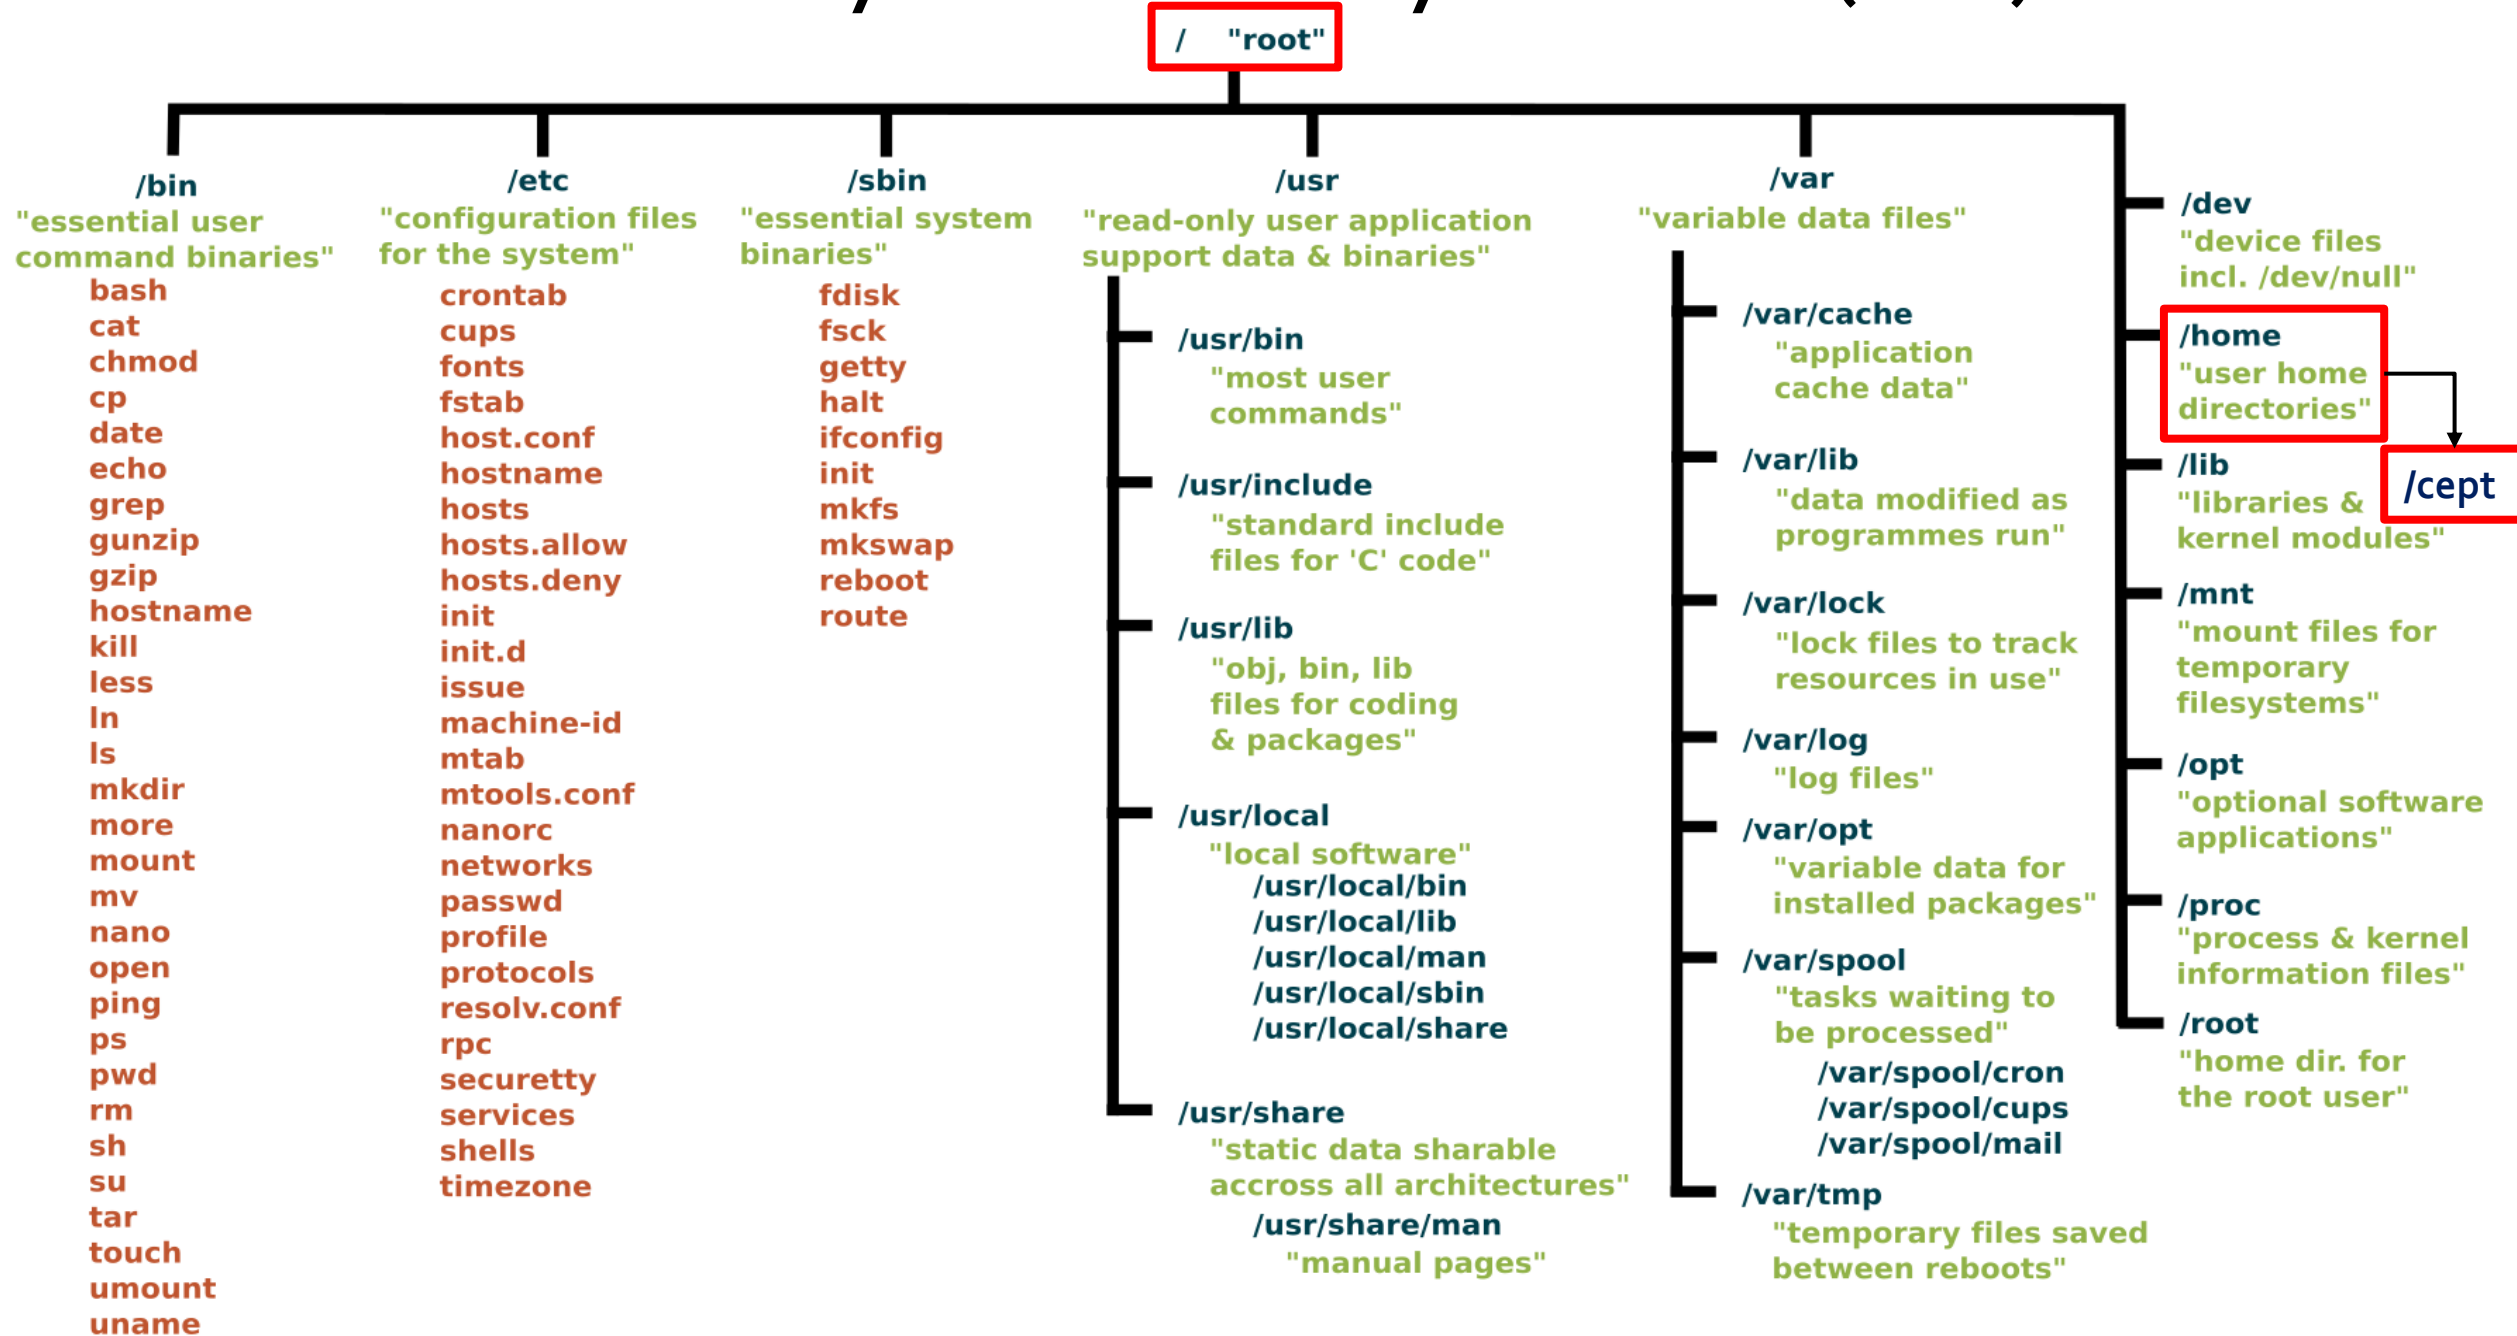 / "root"
/bin
"essential user
command binaries"
bash
cat
chmod
cp
date
echo
grep
gunzip
gzip
hostname
kill
less
ln
ls
mkdir
more
mount
mv
nano
open
ping
ps
pwd
rm
sh
su
tar
touch
umount
uname
/etc
"configuration files
for the system"
crontab
cups
fonts
fstab
host.conf
hostname
hosts
hosts.allow
hosts.deny
init
init.d
issue
machine-id
mtab
mtools.conf
nanorc
networks
passwd
profile
protocols
resolv.conf
rpc
securetty
services
shells
timezone
/sbin
"essential system
binaries"
fdisk
fsck
getty
halt
ifconfig
init
mkfs
mkswap
reboot
route
/usr
"read-only user application
support data & binaries"
/usr/bin
"most user
commands"
/usr/include
"standard include
files for 'C' code"
/usr/lib
"obj, bin, lib
files for coding
& packages"
/usr/local
"local software"
/usr/local/bin
/usr/local/lib
/usr/local/man
/usr/local/sbin
/usr/local/share
/usr/share
"static data sharable
accross all architectures"
/usr/share/man
"manual pages"
/var
"variable data files"
/var/cache
"application
cache data"
/var/lib
"data modified as
programmes run"
/var/lock
"lock files to track
resources in use"
/var/log
"log files"
/var/opt
"variable data for
installed packages"
/var/spool
"tasks waiting to
be processed"
/var/spool/cron
/var/spool/cups
/var/spool/mail
/var/tmp
"temporary files saved
between reboots"
/dev
"device files
incl. /dev/null"
/home
"user home
directories"
/cept
/lib
"libraries &
kernel modules"
/mnt
"mount files for
temporary
filesystems"
/opt
"optional software
applications"
/proc
"process & kernel
information files"
/root
"home dir. for
the root user"